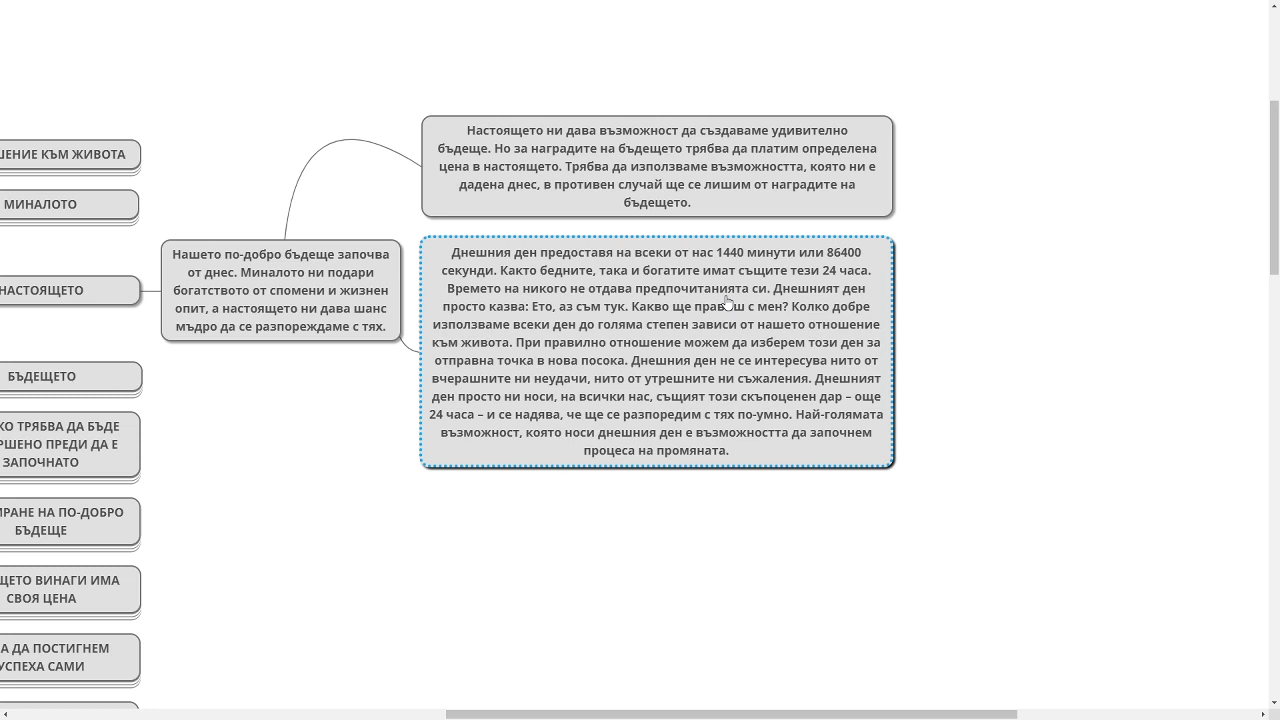 ШЕНИЕ КЪМ ЖИВОТА
МИНАЛОТО
НАСТОЯЩЕТО
БЪДЕЩЕТО
КО ТРЯБВА ДА БЪДЕ
РШЕНО ПРЕДИ ДА Е
ЗАПОЧНАТО
ИРАНЕ НА ПО-ДОБРО
БЪДЕЩЕ
ЩЕТО ВИНАГИ ИМА
СВОЯ ЦЕНА
А ДА ПОСТИГНЕМ
УСПЕХА САМИ
Нашето по-добро бъдеще започва
от днес. Миналото ни подари
богатството от спомени и жизнен
опит, а настоящето ни дава шанс
мъдро да се разпореждаме с тях.
Настоящето ни дава възможност да създаваме удивително
бъдеще. Но за наградите на бъдещето трябва да платим определена
цена в настоящето. Трябва да използваме възможността, която ни е
дадена днес, в противен случай ще се лишим от наградите на
бъдещето.
Днешния ден предоставя на всеки от нас 1440 минути или 86400
секунди. Както бедните, така и богатите имат същите тези 24 часа.
Времето на никого не отдава предпочитанията си. Днешният ден
просто казва: Ето, аз съм тук. Какво ще правиш с мен? Колко добре
използваме всеки ден до голяма степен зависи от нашето отношение
към живота. При правилно отношение можем да изберем този ден за
отправна точка в нова посока. Днешния ден не се интересува нито от
вчерашните ни неудачи, нито от утрешните ни съжаления. Днешният
ден просто ни носи, на всички нас, същият този скъпоценен дар – още
24 часа – и се надява, че ще се разпоредим с тях по-умно. Най-голямата
възможност, която носи днешния ден е възможността да започнем
процеса на промяната.